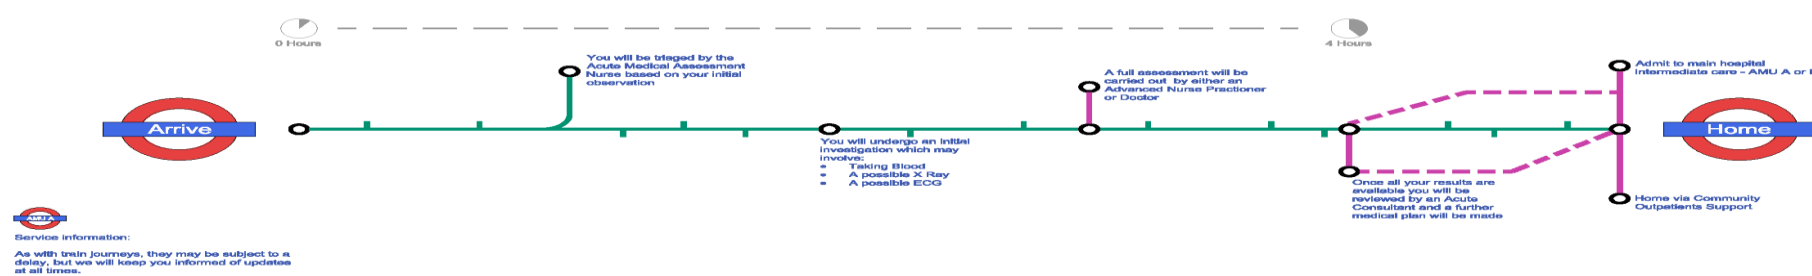 0 Hours
4 Hours
You will be triaged by the
Acute Medical Assessment
Nurse based on your initial
observation
A full assessment will be
carried out by either an
Advanced Nurse Practioner
or Doctor
Admit to main hospital
Intermediate care - AMU A or
Arrive
Home
You will undergo an initial
investigation which may
involve:
• Taking Blood
• A possible X Ray
• A possible ECG
Once all your results are
available you will be
reviewed by an Acute
Consultant and a further
medical plan will be made
Home via Community
Outpatients Support
AMU A
Service information:
As with train journeys, they may be subject to a
delay, but we will keep you informed of updates
at all times.